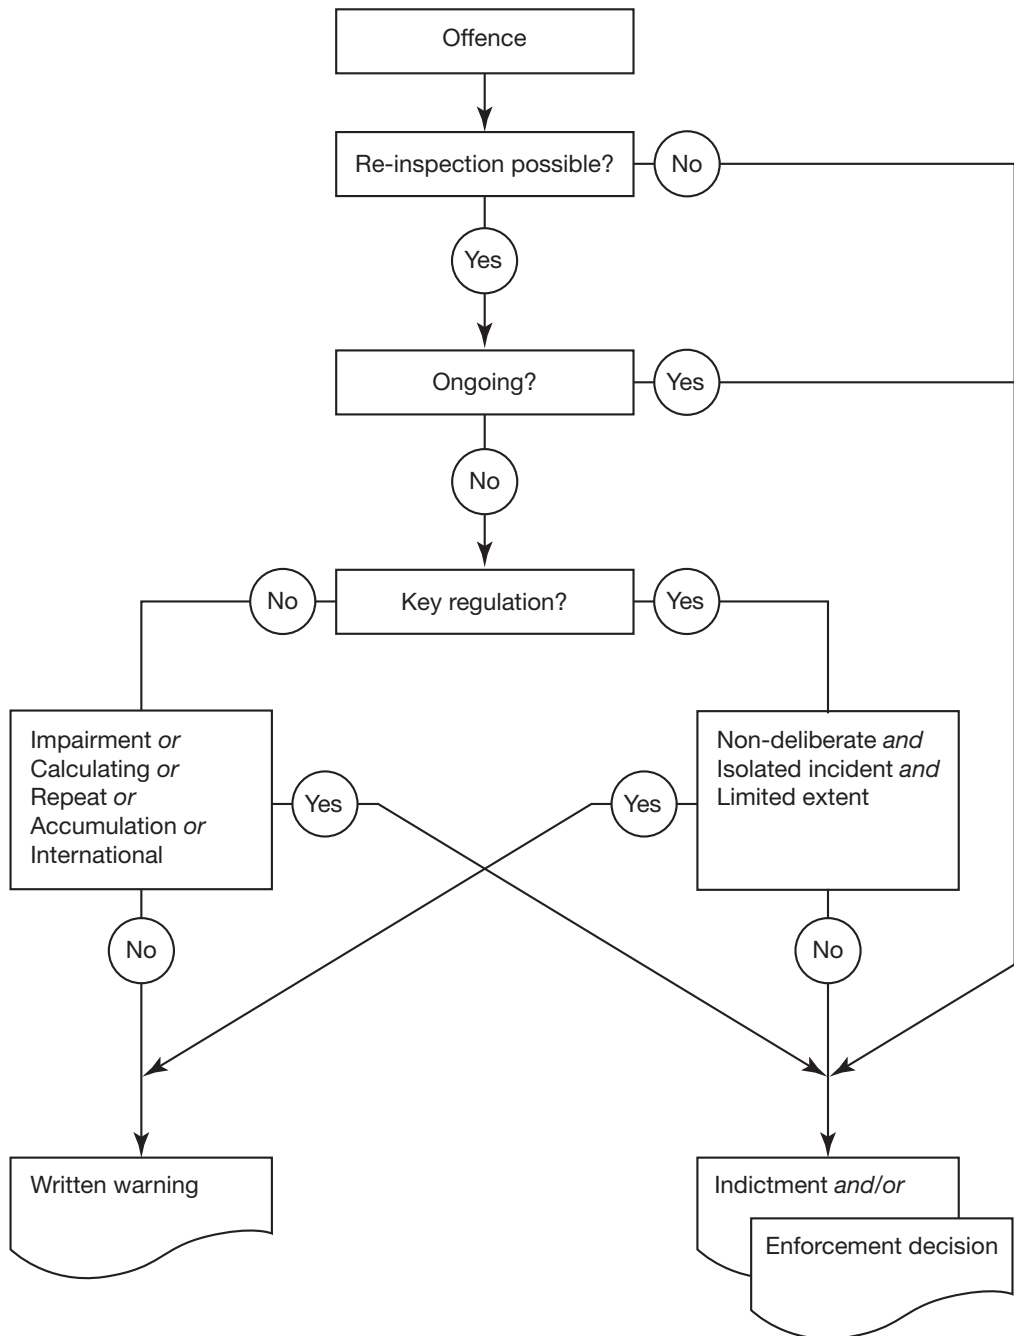 Offence
Re-inspection possible?
No
Yes
Ongoing?
Yes
No
No
Key regulation?
Yes
Impairment or
Calculating or
Repeat or
Accumulation or
International
Yes
Yes
Non-deliberate and
Isolated incident and
Limited extent
No
No
Written warning
Indictment and/or
Enforcement decision